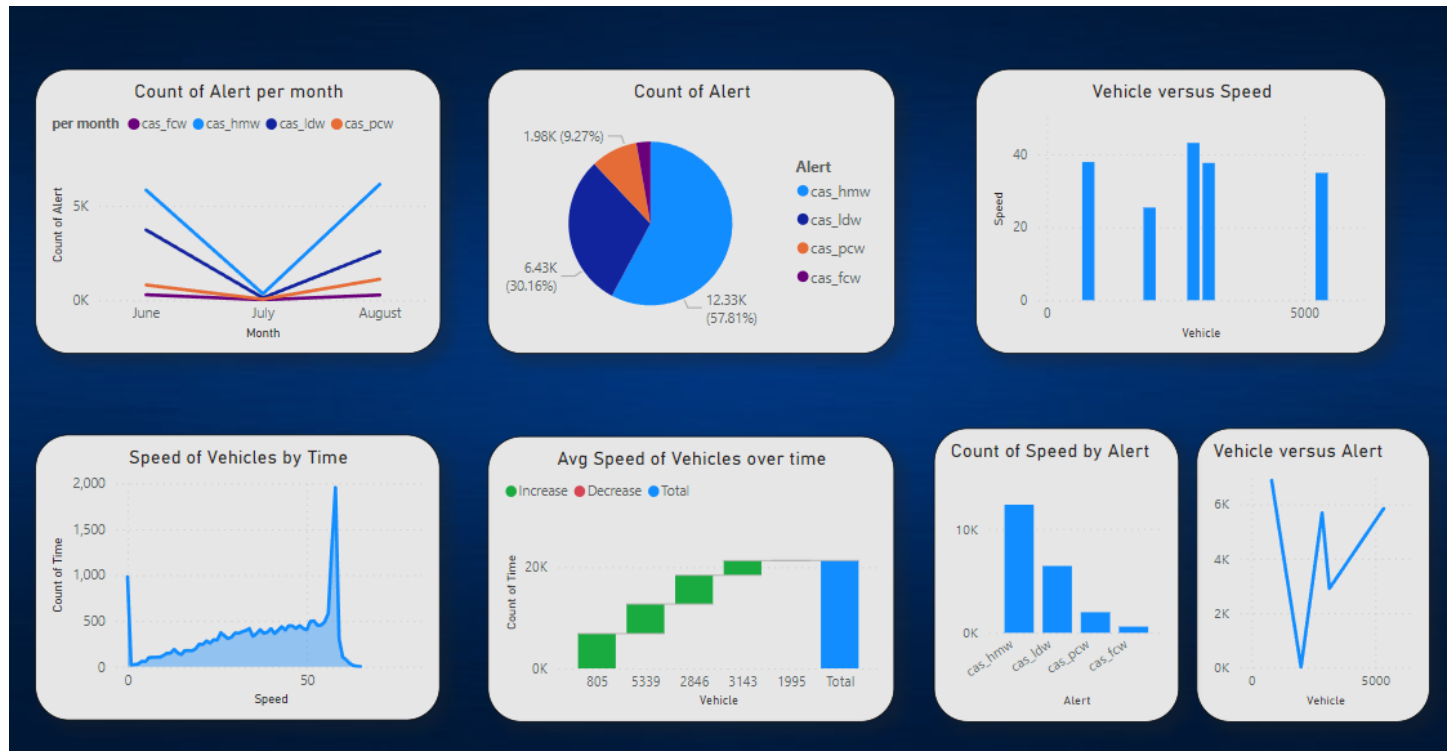 Count of Alert per month
per month cas_fcw cas_hmw cas_ldw cas_pcw
Count of Alert
5K
0K
June July August
Month
Count of Alert
1.98K (9.27%)
6.43K
(30.16%)
12.33K
(57.81%)
Alert
cas_hmw
cas_ldw
cas_pcw
cas_fcw
Vehicle versus Speed
Speed
40
20
0
0 5000
Vehicle
Speed of Vehicles by Time
Count of Time
2,000
1,500
1,000
500
0
0 50
Speed
Avg Speed of Vehicles over time
Increase Decrease Total
Count of Time
20K
0K
805 5339 2846 3143 1995 Total
Vehicle
Count of Speed by Alert
10K
0K
cas_hmw cas_ldw cas_pcw cas_fcw
Alert
Vehicle versus Alert
6K
4K
2K
0K
0 5000
Vehicle